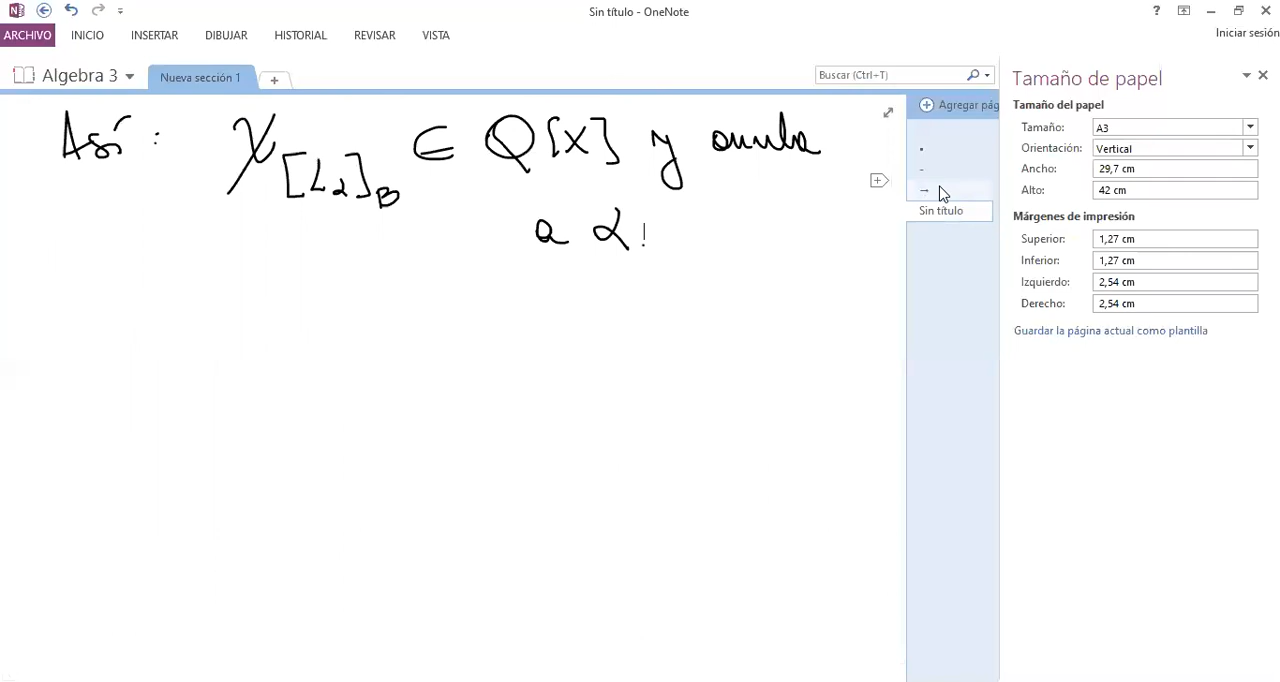 Sin título - OneNote
ARCHIVO INICIO INSERTAR DIBUJAR HISTORIAL REVISAR VISTA
Iniciar sesión
Algebra 3 Nueva sección 1 +
Buscar (Ctrl+T)
Así : χ_{[L_α]_B} ∈ Q[X] y anula
a α!
Agregar pág
Sin título
Tamaño de papel
Tamaño del papel
Tamaño: A3
Orientación: Vertical
Ancho: 29,7 cm
Alto: 42 cm
Márgenes de impresión
Superior: 1,27 cm
Inferior: 1,27 cm
Izquierdo: 2,54 cm
Derecho: 2,54 cm
Guardar la página actual como plantilla